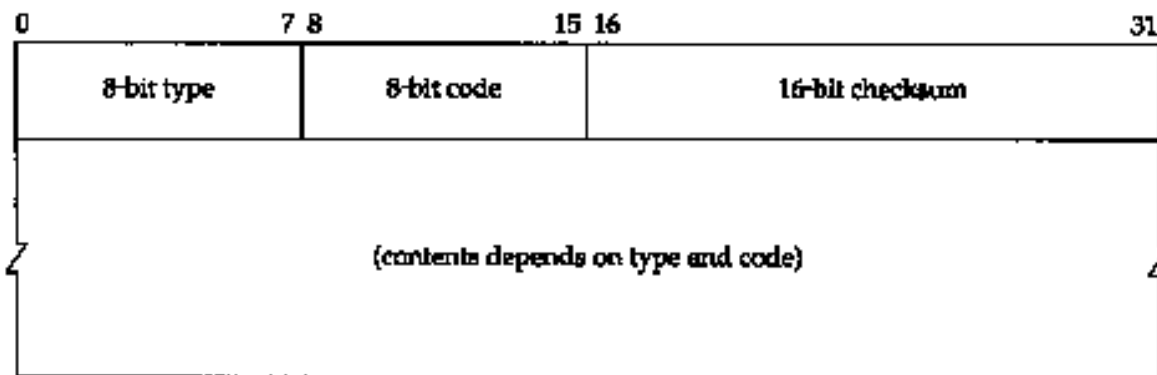 0 7 8 15 16 31
8-bit type 8-bit code 16-bit checksum
(contents depends on type and code)